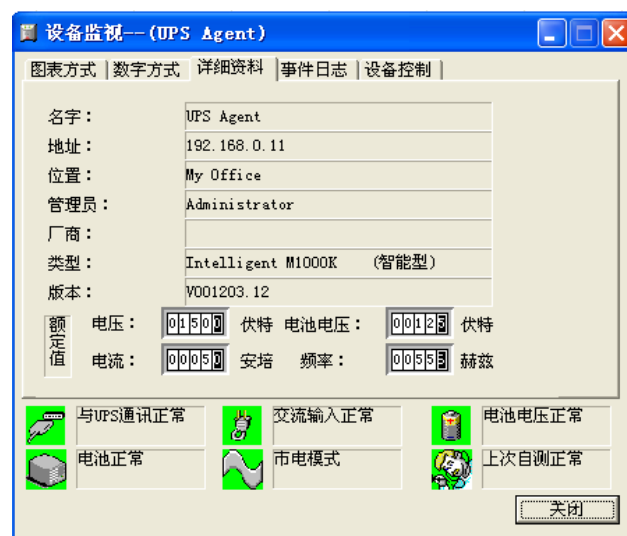 设备监视--(UPS Agent)
图表方式 数字方式 详细资料 事件日志 设备控制
名字： UPS Agent
地址： 192.168.0.11
位置： My Office
管理员： Administrator
厂商：
类型： Intelligent M1000K (智能型)
版本： V001203.12
额定值
电压： 01500 伏特 电池电压： 00123 伏特
电流： 00050 安培 频率： 00553 赫兹
与UPS通讯正常 交流输入正常 电池电压正常
电池正常 市电模式 上次自测正常
关闭